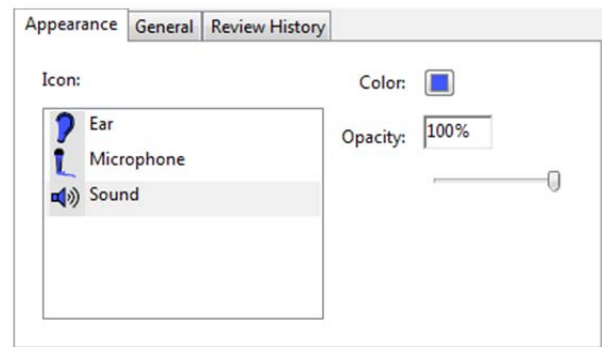 Appearance General Review History
Icon: Color:
Ear
Opacity: 100%
Microphone
Sound